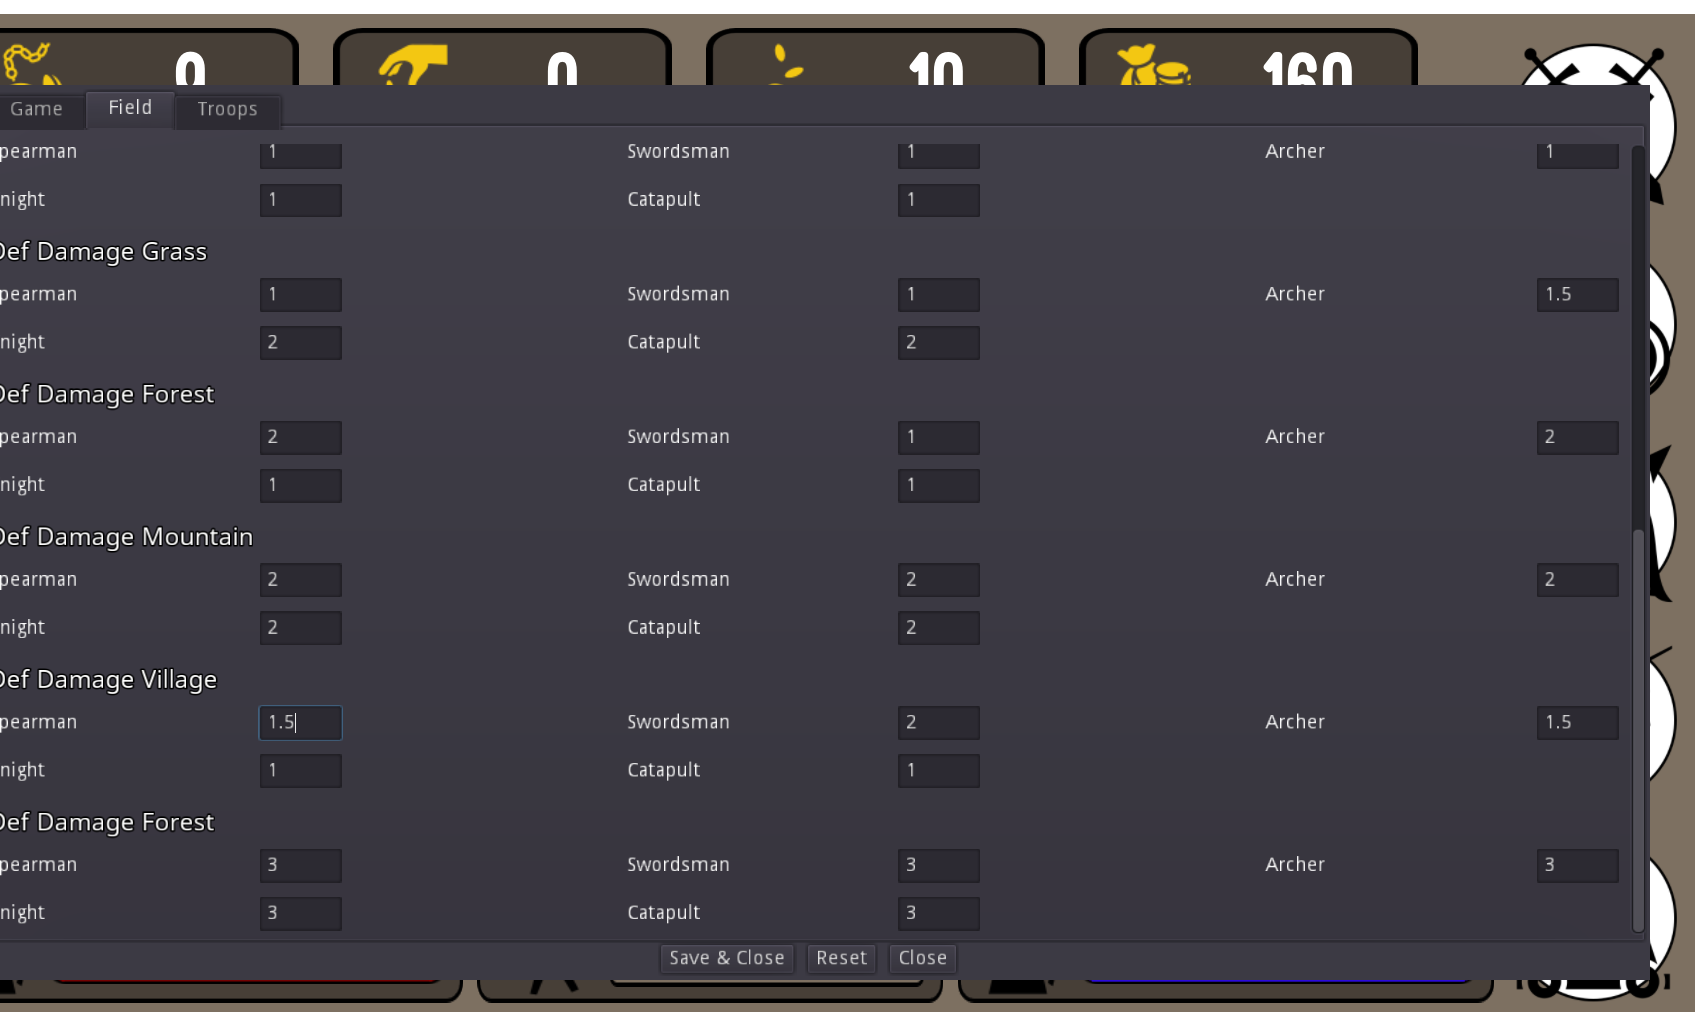 0 0 10 160
Game Field Troops
pearman 1 Swordsman 1 Archer 1
night 1 Catapult 1
Def Damage Grass
pearman 1 Swordsman 1 Archer 1.5
night 2 Catapult 2
Def Damage Forest
pearman 2 Swordsman 1 Archer 2
night 1 Catapult 1
Def Damage Mountain
pearman 2 Swordsman 2 Archer 2
night 2 Catapult 2
Def Damage Village
pearman 1.5 Swordsman 2 Archer 1.5
night 1 Catapult 1
Def Damage Forest
pearman 3 Swordsman 3 Archer 3
night 3 Catapult 3
Save & Close Reset Close